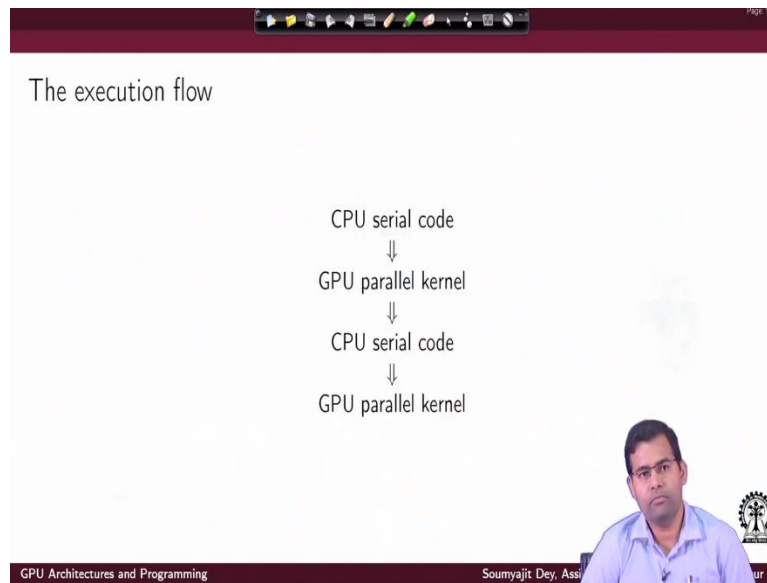 Page
The execution flow
CPU serial code
⇓
GPU parallel kernel
⇓
CPU serial code
⇓
GPU parallel kernel
GPU Architectures and Programming
Soumyajit Dey,